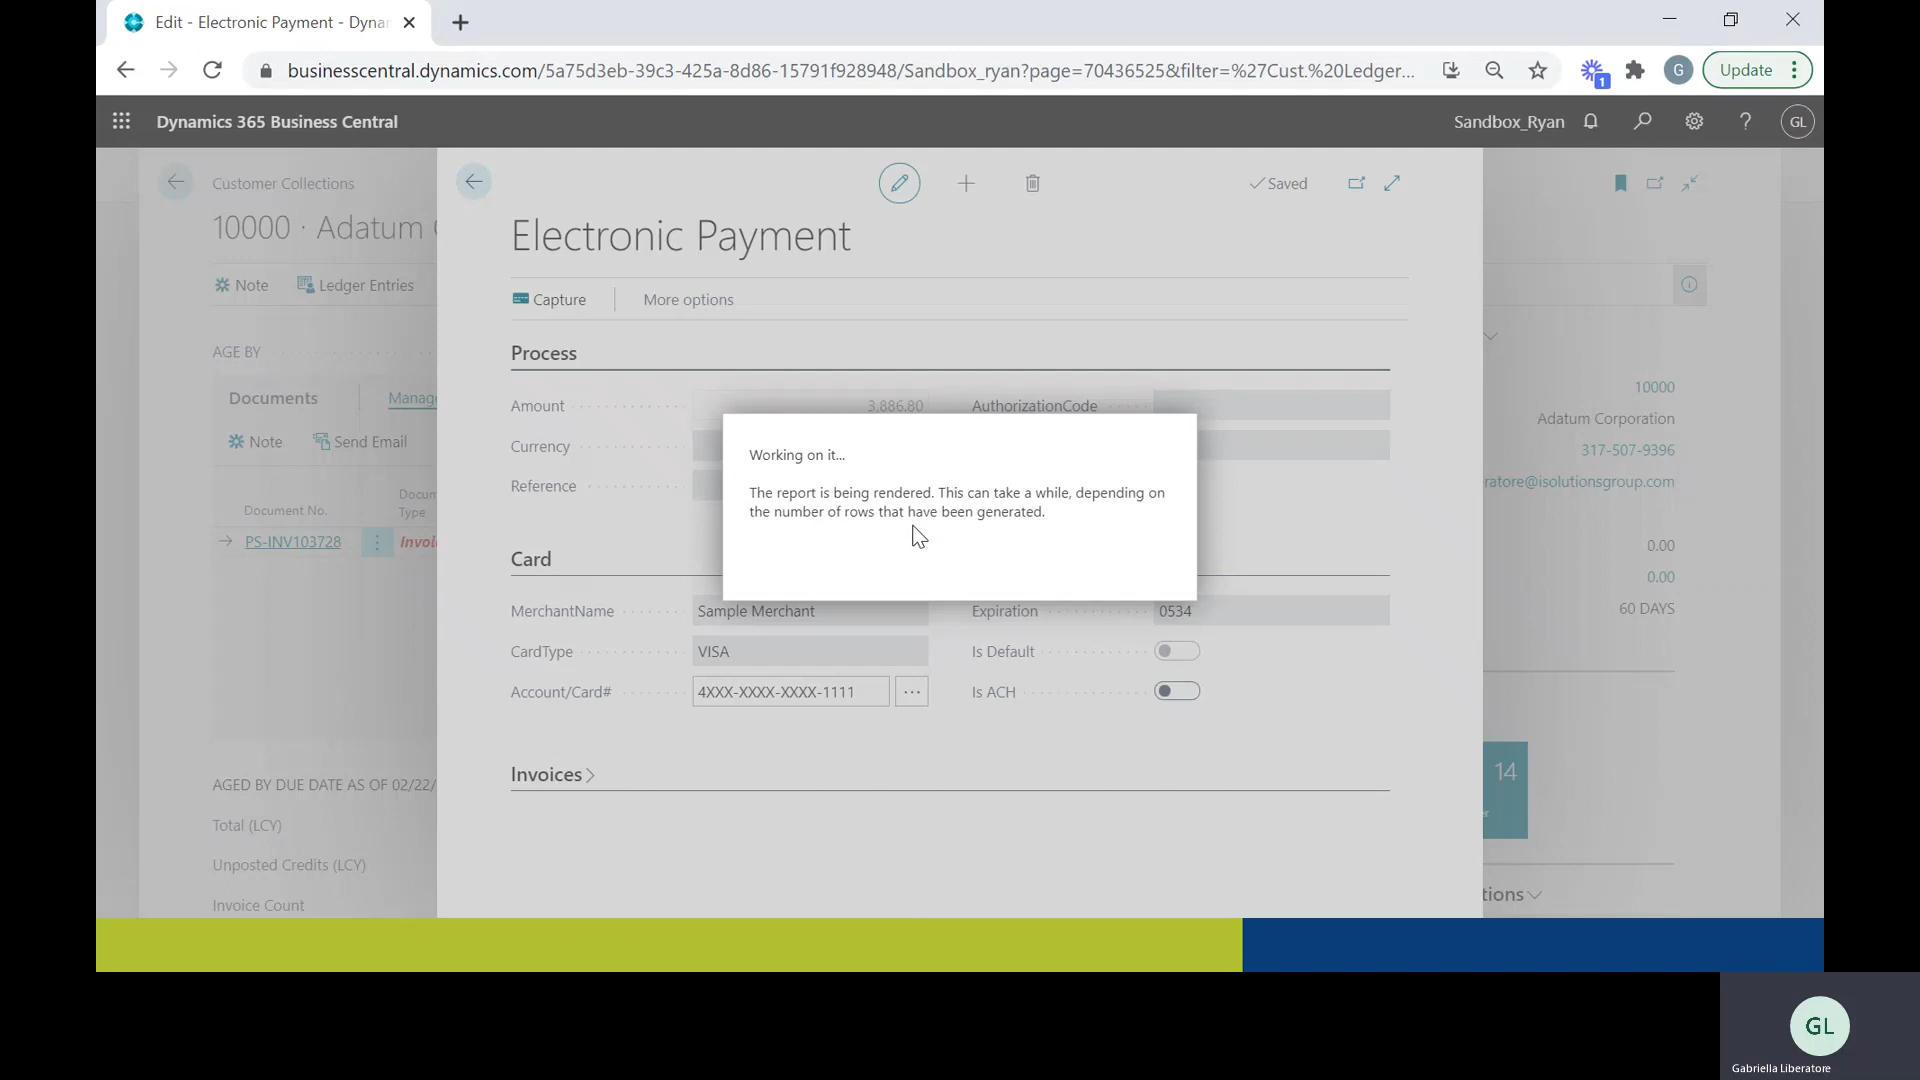 Edit - Electronic Payment - Dynam
businesscentral.dynamics.com/5a75d3eb-39c3-425a-8d86-15791f928948/Sandbox_ryan?page=70436525&filter=%27Cust.%20Ledger...
1
G
Update
Dynamics 365 Business Central
Sandbox_Ryan
?
GL
Customer Collections
Saved
10000 · Adatum
Electronic Payment
Note
Ledger Entries
Capture
More options
AGE BY
Process
Documents
Manag
Amount
3,886.80
AuthorizationCode
10000
Adatum Corporation
Note
Send Email
Currency
317-507-9396
Working on it...
Reference
ratore@isolutionsgroup.com
The report is being rendered. This can take a while, depending on
the number of rows that have been generated.
Document No.
Docum
Type
PS-INV103728
Invoi
0.00
0.00
60 DAYS
Card
MerchantName
Sample Merchant
Expiration
0534
CardType
VISA
Is Default
Account/Card#
4XXX-XXXX-XXXX-1111
...
Is ACH
Invoices
14
AGED BY DUE DATE AS OF 02/22/
Total (LCY)
Unposted Credits (LCY)
Invoice Count
tions
GL
Gabriella Liberatore